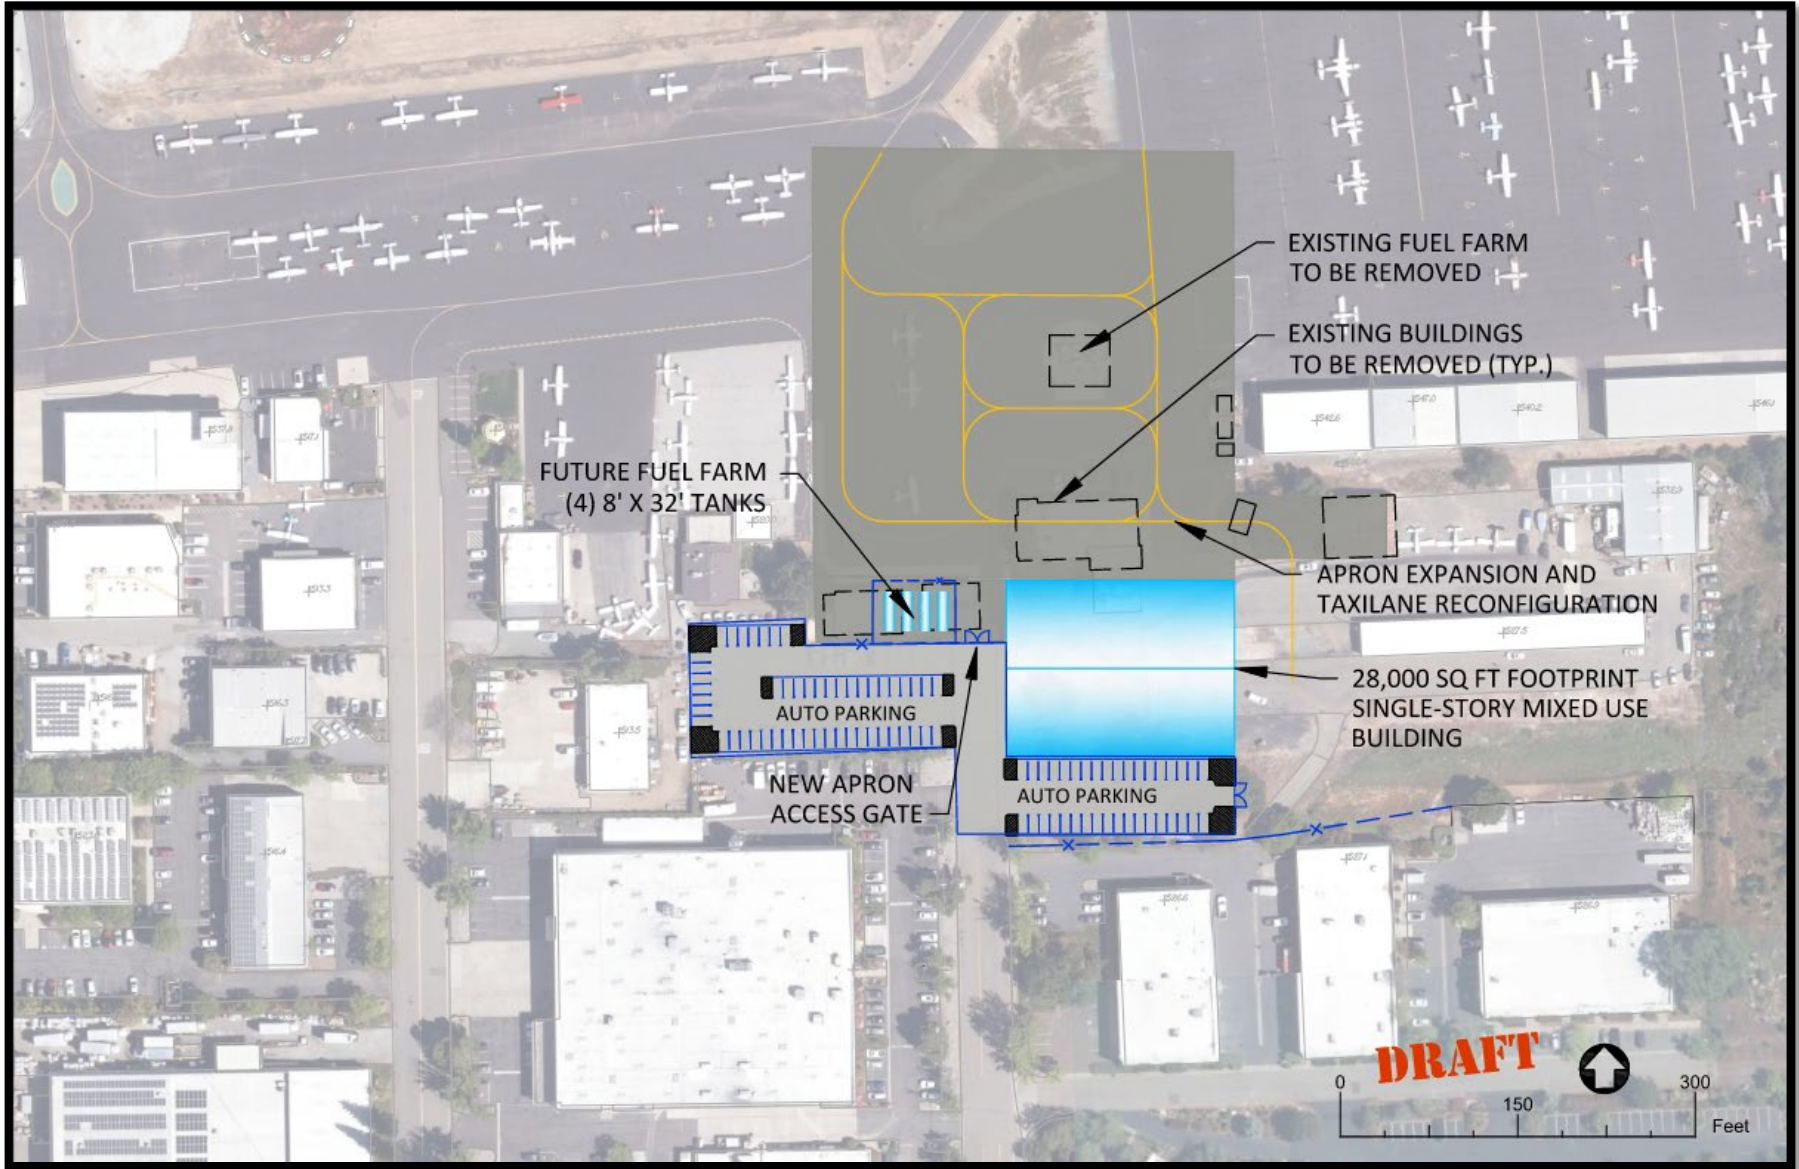 EXISTING FUEL FARM
TO BE REMOVED
EXISTING BUILDINGS
TO BE REMOVED (TYP.)
FUTURE FUEL FARM
(4) 8' X 32' TANKS
APRON EXPANSION AND
TAXILANE RECONFIGURATION
28,000 SQ FT FOOTPRINT
SINGLE-STORY MIXED USE
BUILDING
AUTO PARKING
NEW APRON
ACCESS GATE
AUTO PARKING
DRAFT
0
150
300
Feet